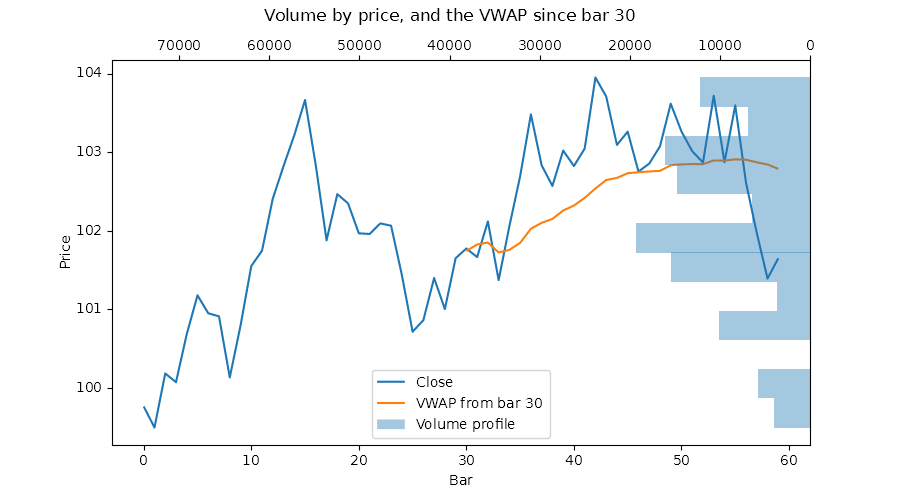 Volume by price, and the VWAP since bar 30
70000 60000 50000 40000 30000 20000 10000 0
104
103
102
101
100
Price
Close
VWAP from bar 30
Volume profile
0 10 20 30 40 50 60
Bar